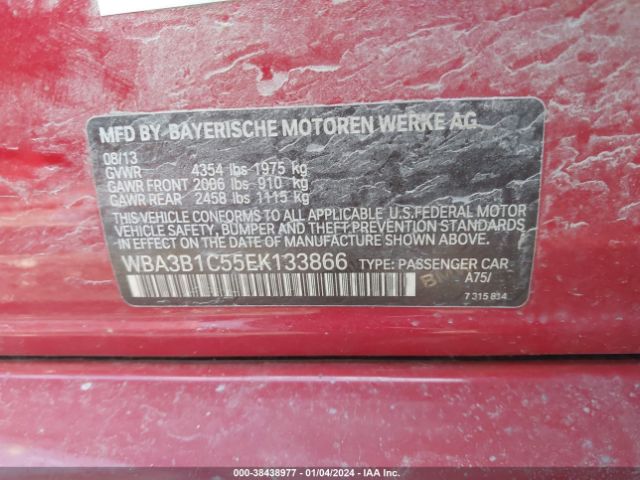 MFD BY BAYERISCHE MOTOREN WERKE AG
08/13
GVWR 4354 lbs 1975 kg
GAWR FRONT 2006 lbs 910 kg
GAWR REAR 2458 lbs 1115 kg
THIS VEHICLE CONFORMS TO ALL APPLICABLE U.S.FEDERAL MOTOR
VEHICLE SAFETY, BUMPER AND THEFT PREVENTION STANDARDS
IN EFFECT ON THE DATE OF MANUFACTURE SHOWN ABOVE.
WBA3B1C55EK133866 TYPE: PASSENGER CAR
A75/
7 315 814
000-38438977 - 01/04/2024 - IAA Inc.